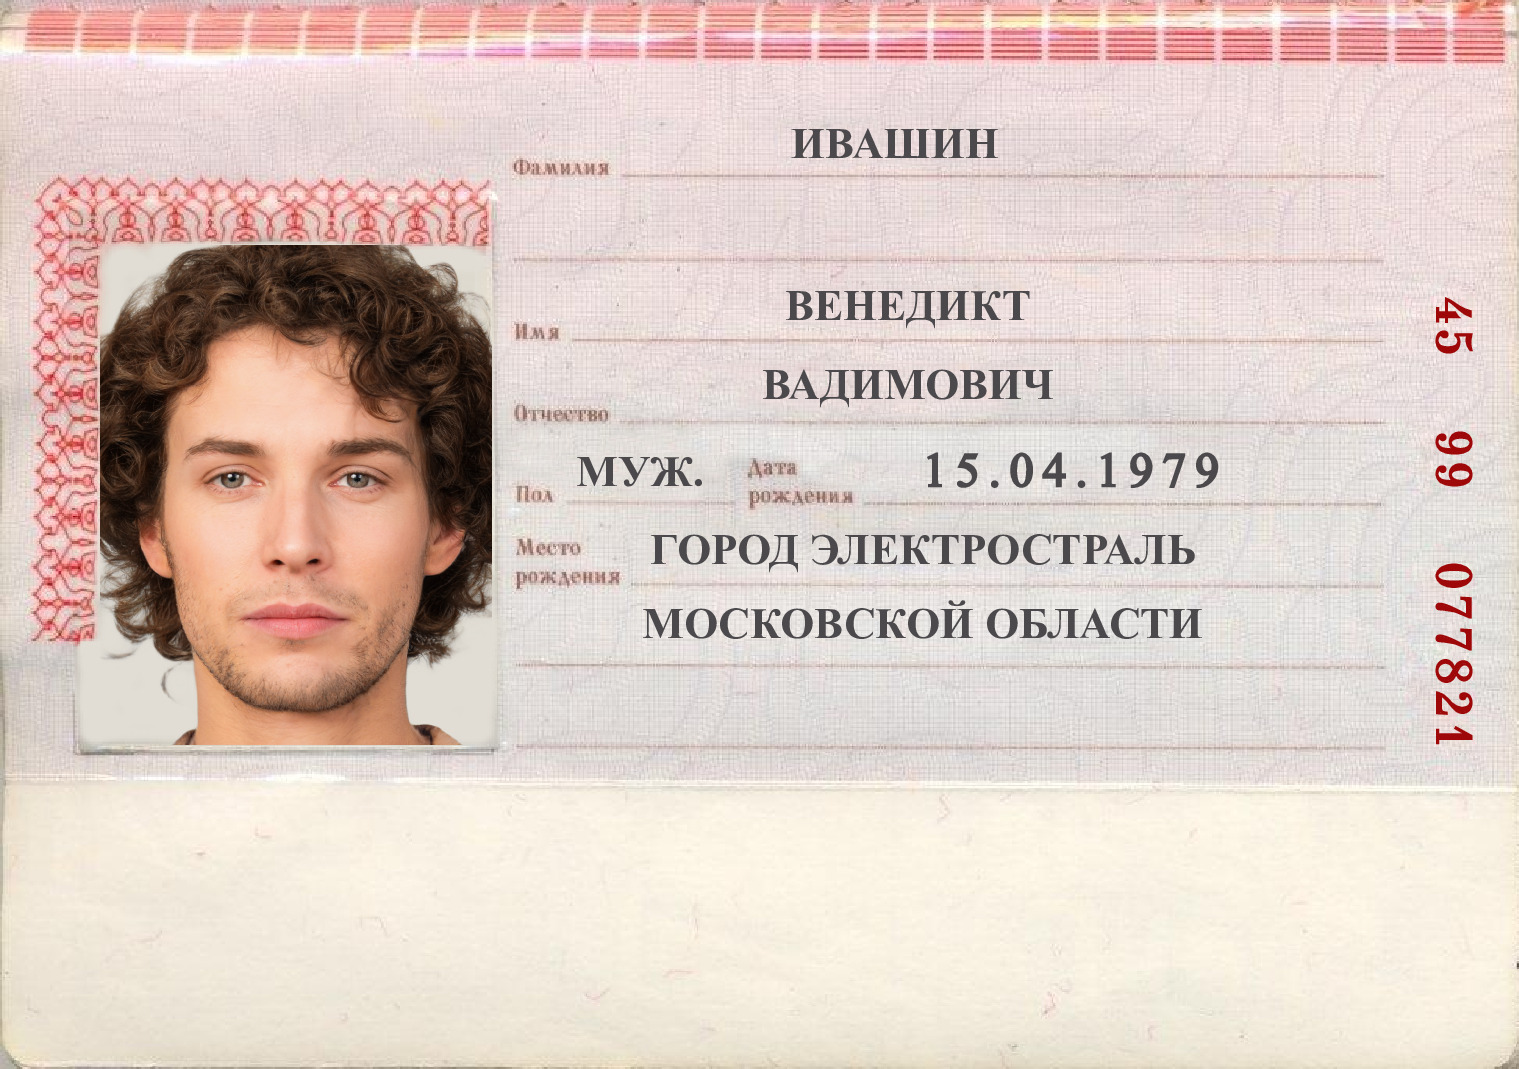 ИВАШИН
Фамилия
ВЕНЕДИКТ
Имя
ВАДИМОВИЧ
Отчество
МУЖ.
Пол
Дата рождения
15.04.1979
Место рождения
ГОРОД ЭЛЕКТРОСТРАЛЬ
МОСКОВСКОЙ ОБЛАСТИ
45 99 077821